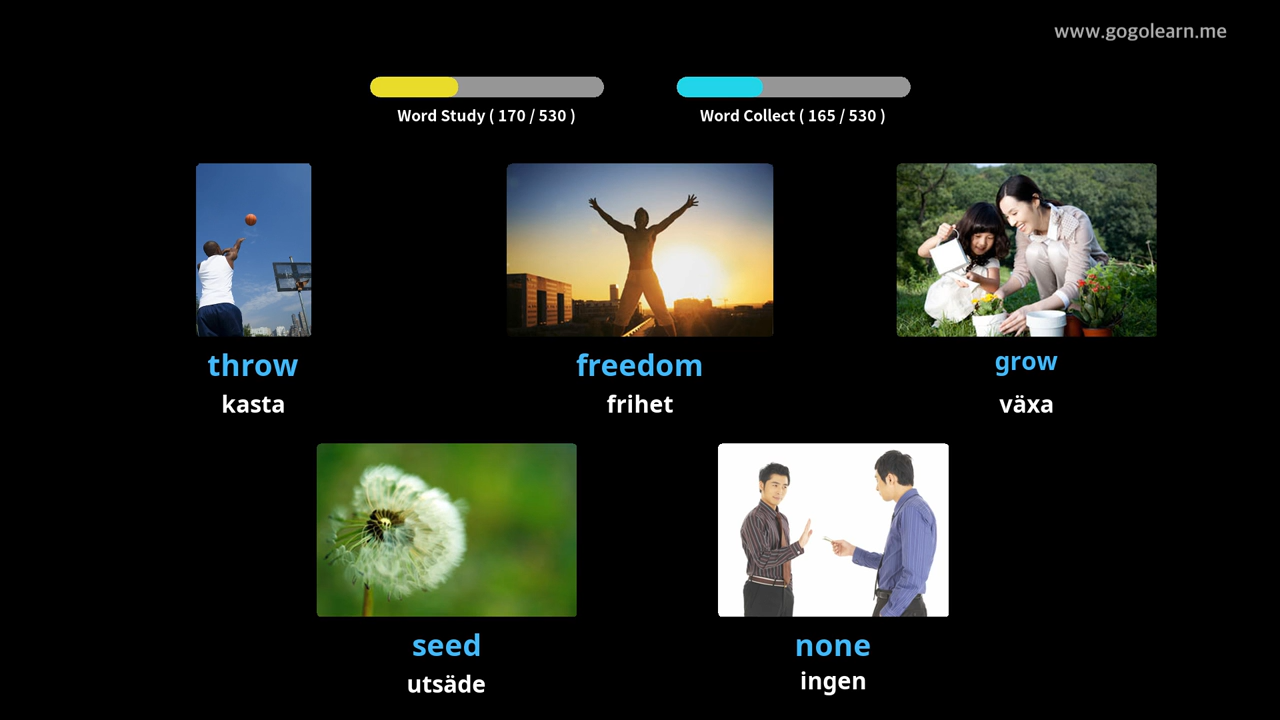 www.gogolearn.me
Word Study ( 170 / 530 )
Word Collect ( 165 / 530 )
throw
kasta
freedom
frihet
grow
växa
seed
utsäde
none
ingen